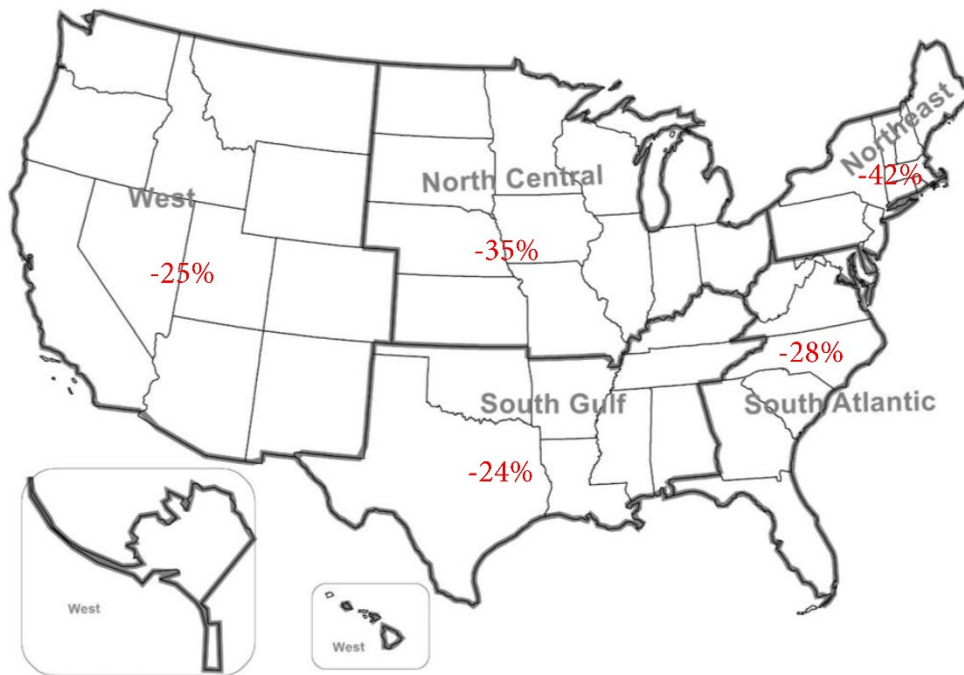 Northeast
-42%
North Central
West
-35%
-25%
-28%
South Gulf
South Atlantic
-24%
West
West